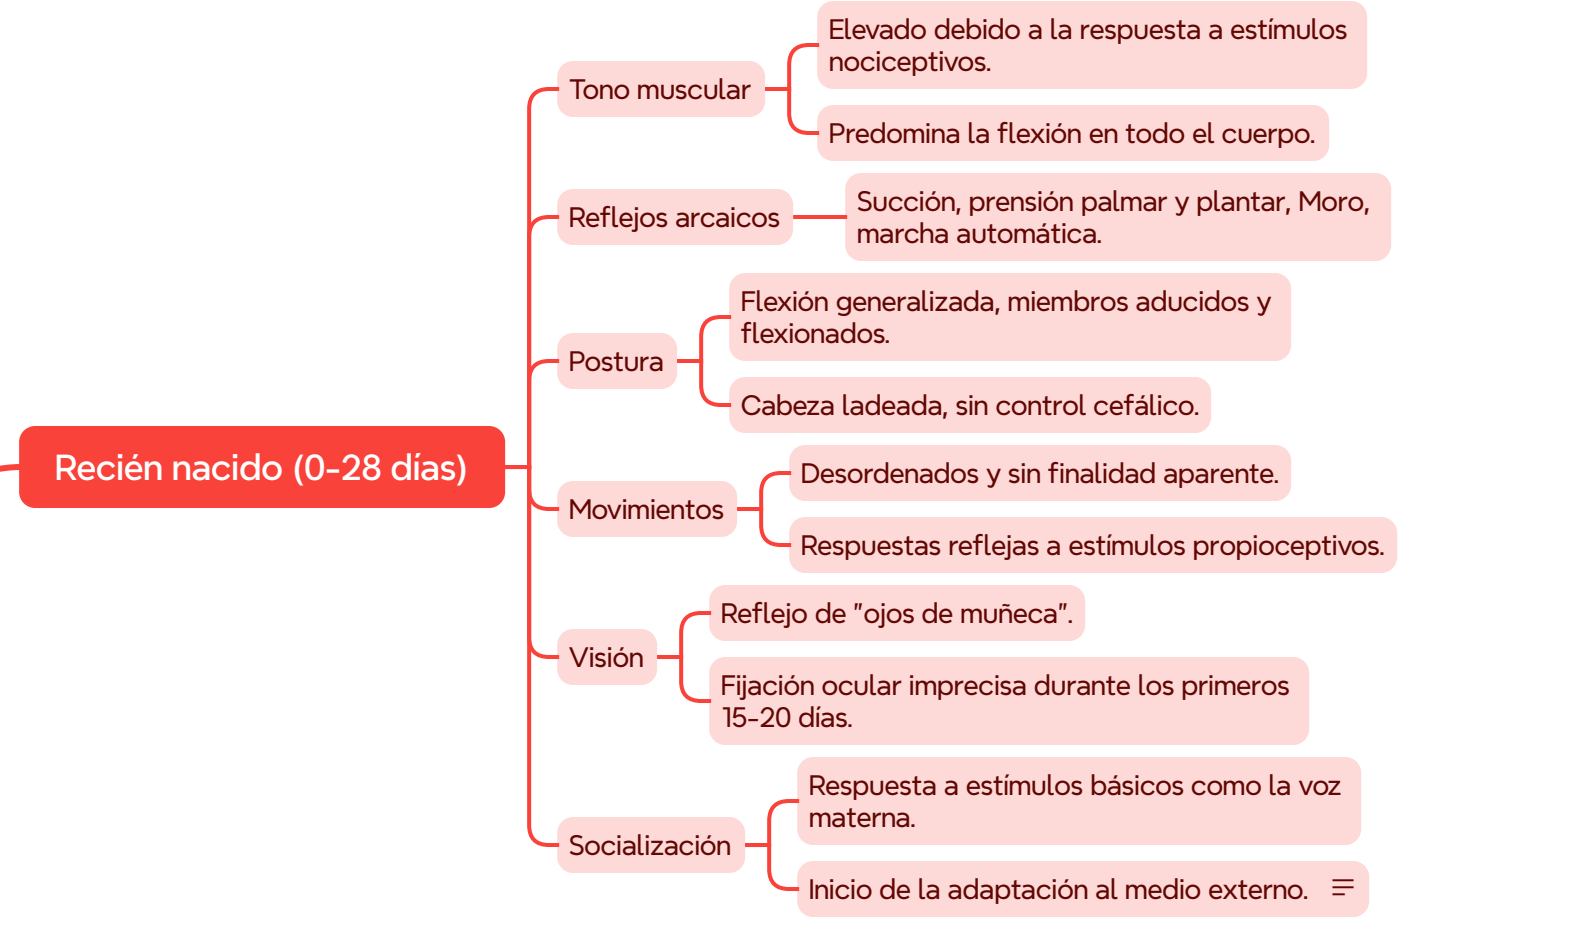 Recién nacido (0-28 días)
Tono muscular
Elevado debido a la respuesta a estímulos
nociceptivos.
Predomina la flexión en todo el cuerpo.
Reflejos arcaicos
Succión, prensión palmar y plantar, Moro,
marcha automática.
Postura
Flexión generalizada, miembros aducidos y
flexionados.
Cabeza ladeada, sin control cefálico.
Movimientos
Desordenados y sin finalidad aparente.
Respuestas reflejas a estímulos propioceptivos.
Visión
Reflejo de "ojos de muñeca".
Fijación ocular imprecisa durante los primeros
15-20 días.
Socialización
Respuesta a estímulos básicos como la voz
materna.
Inicio de la adaptación al medio externo.